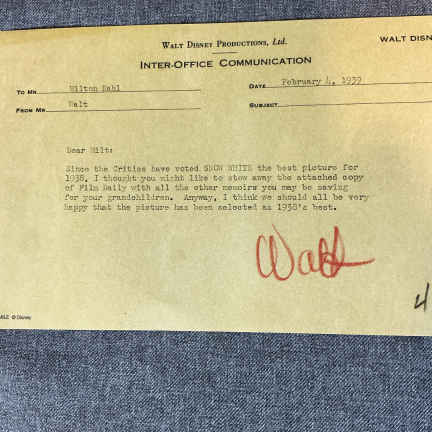 WALT DISNEY PRODUCTIONS, Ltd.
WALT DISN
INTER-OFFICE COMMUNICATION
TO MR. Milton Kahl
DATE February 4, 1939
FROM MR. Walt
SUBJECT
Dear Milt:
Since the Critics have voted SNOW WHITE the best picture for
1938, I thought you might like to stow away the attached copy
of Film Daily with all the other memoirs you may be saving
for your grandchildren. Anyway, I think we should all be very
happy that the picture has been selected as 1938's best.
Walt
4
ABLE © Disney